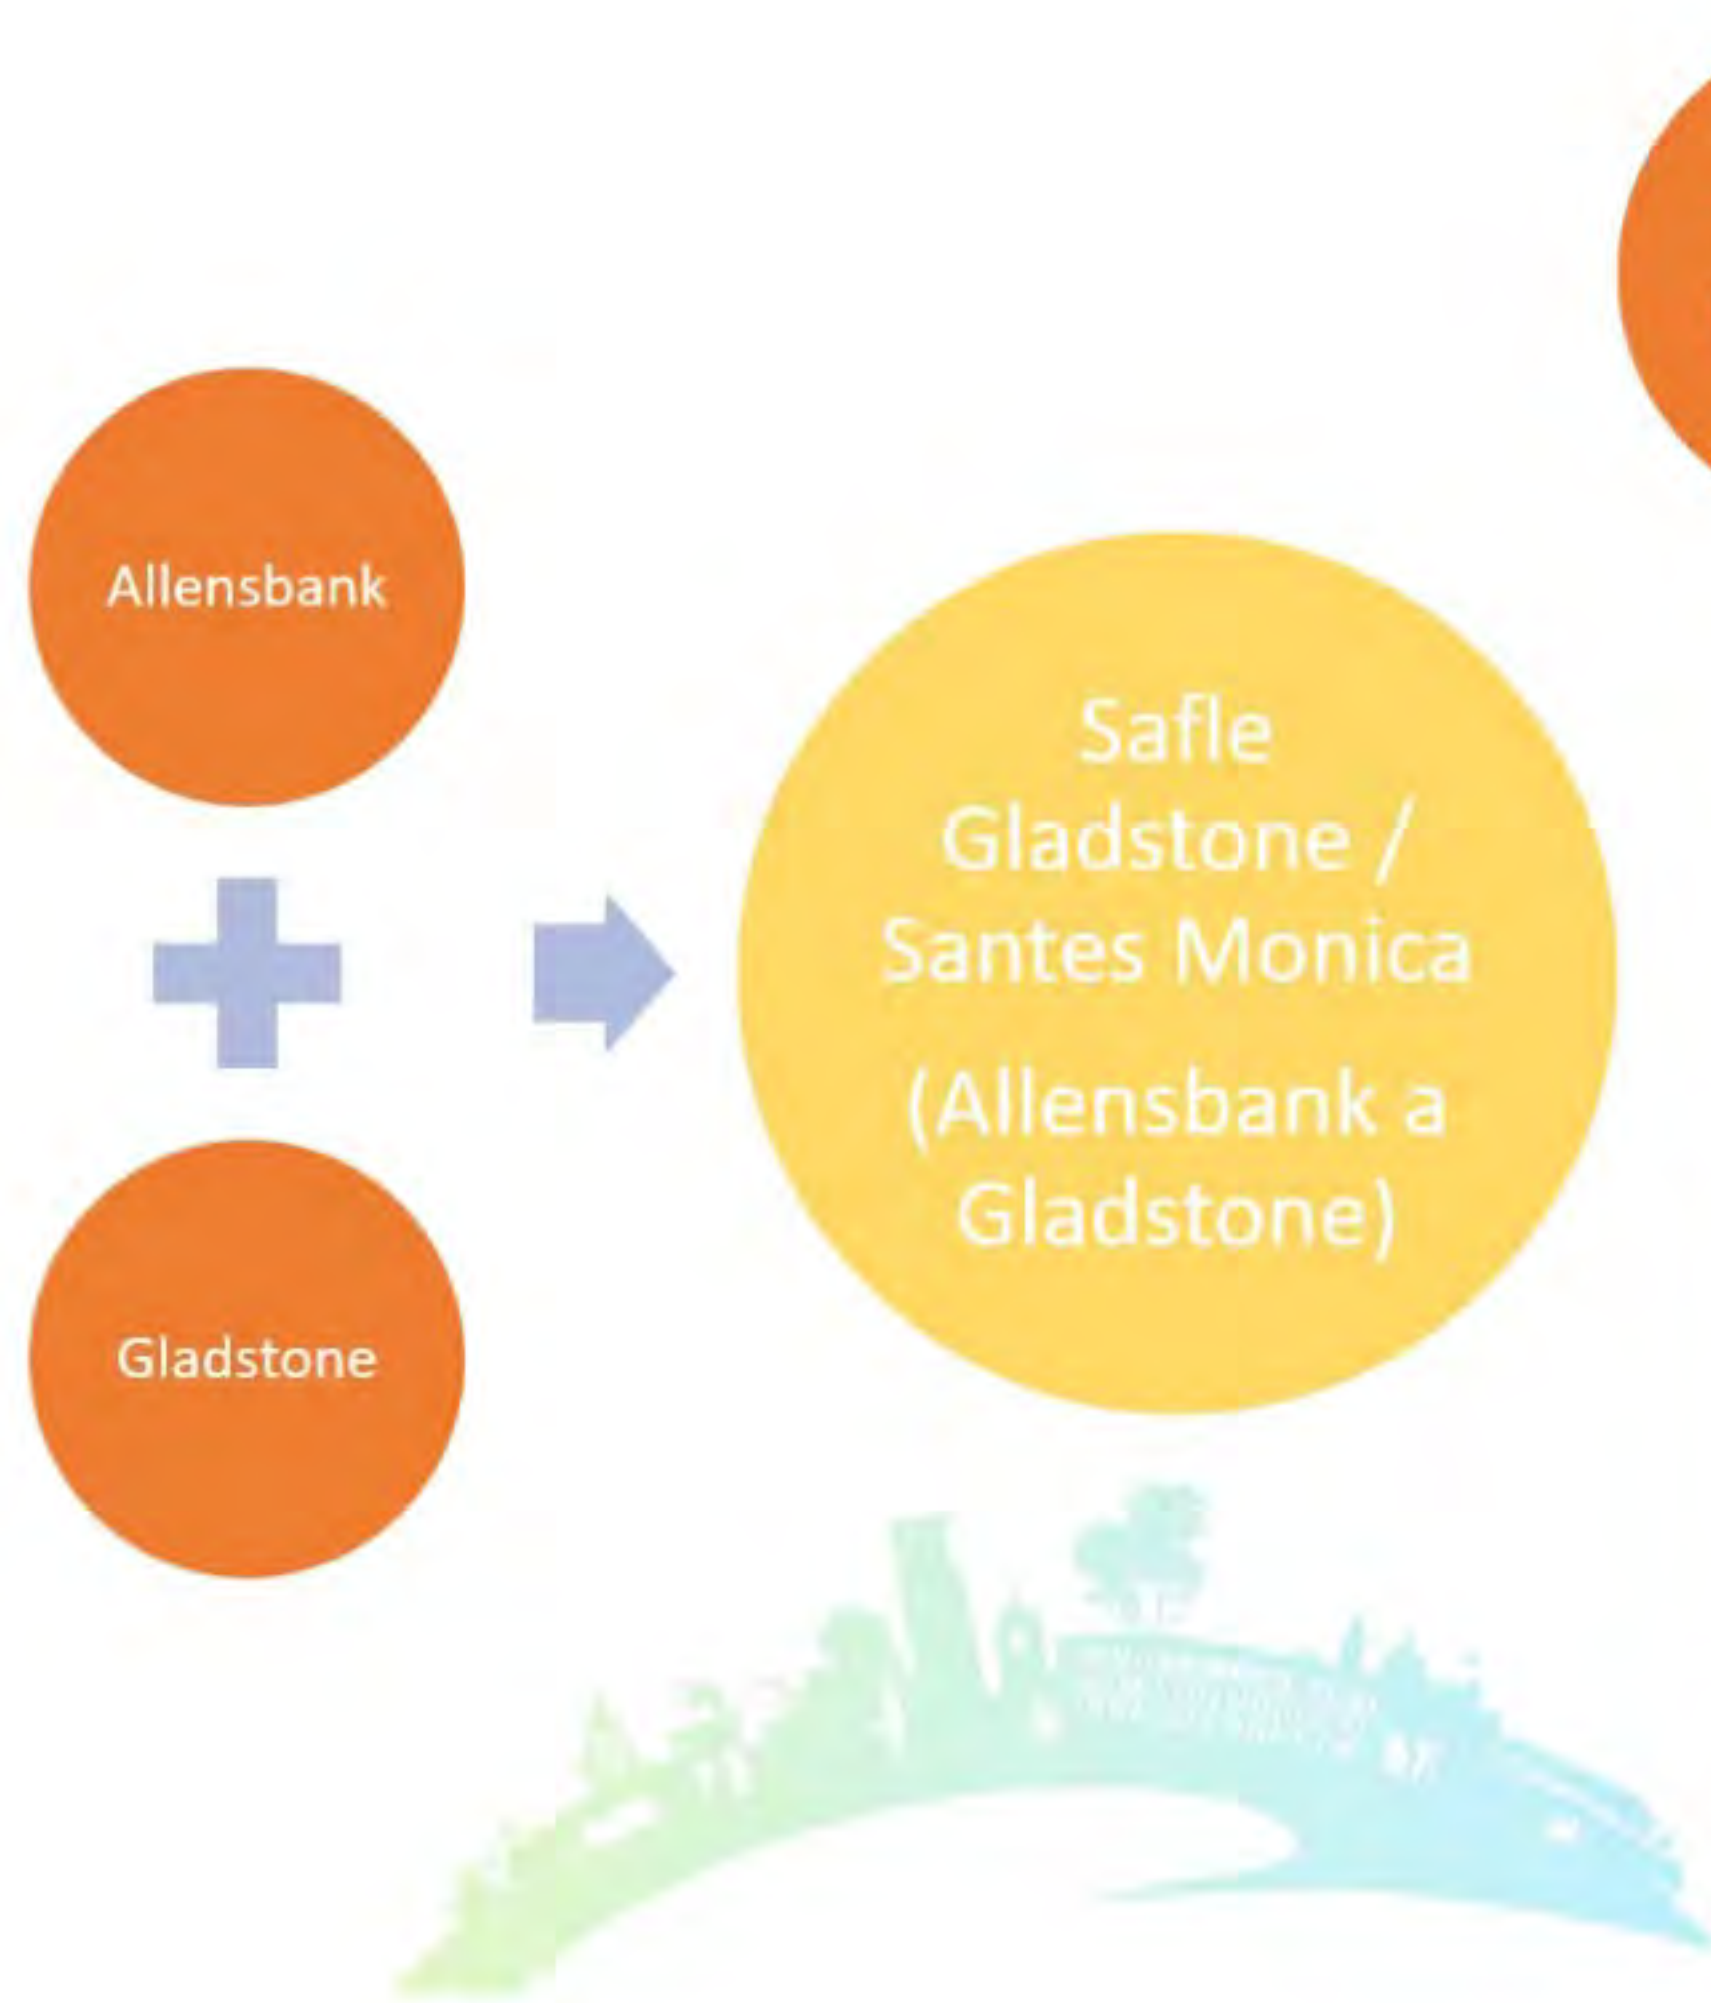 Allensbank
Gladstone
Safle
Gladstone /
Santes Monica
(Allensbank a
Gladstone)